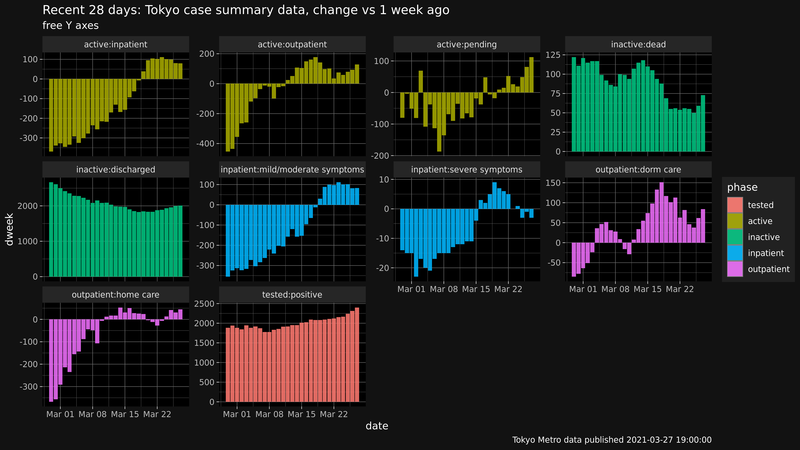 Recent 28 days: Tokyo case summary data, change vs 1 week ago
free Y axes
active:inpatient
active:outpatient
active:pending
inactive:dead
100
0
-100
-200
-300
200
0
-200
-400
100
0
-100
-200
125
100
75
50
25
0
inactive:discharged
inpatient:mild/moderate symptoms
inpatient:severe symptoms
outpatient:dorm care
2000
1000
0
100
0
-100
-200
-300
10
0
-10
-20
150
100
50
0
-50
Mar 01 Mar 08 Mar 15 Mar 22
Mar 01 Mar 08 Mar 15 Mar 22
outpatient:home care
tested:positive
0
-100
-200
-300
2500
2000
1500
1000
500
0
Mar 01 Mar 08 Mar 15 Mar 22
Mar 01 Mar 08 Mar 15 Mar 22
dweek
date
phase
tested
active
inactive
inpatient
outpatient
Tokyo Metro data published 2021-03-27 19:00:00